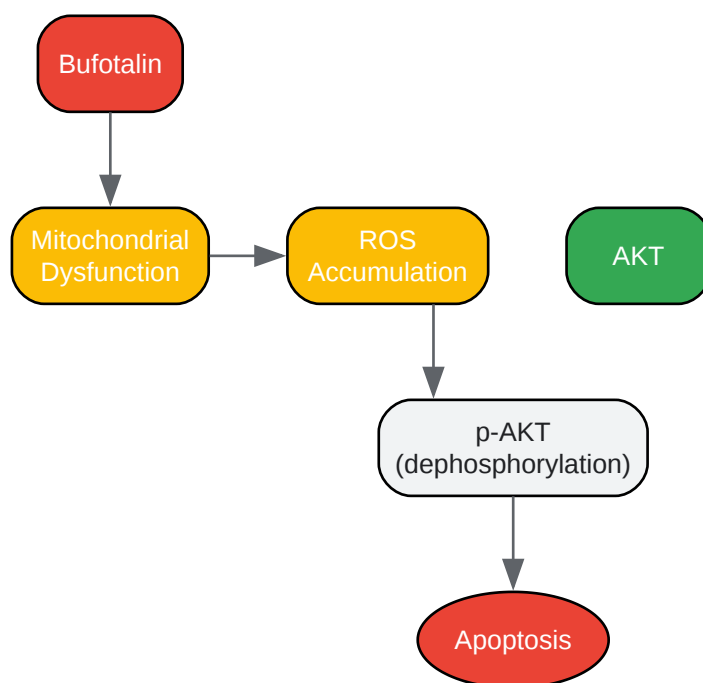 Bufotalin
Mitochondrial
Dysfunction
ROS
Accumulation
AKT
p-AKT
(dephosphorylation)
Apoptosis